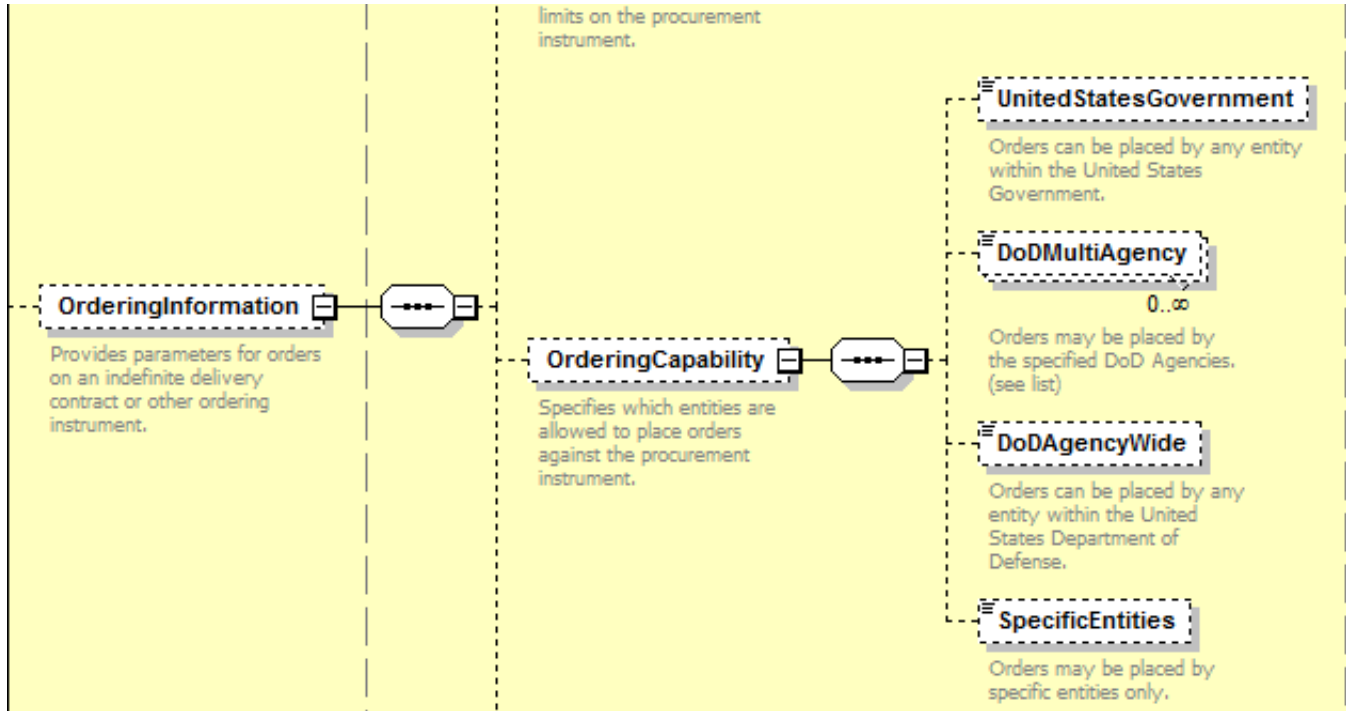 limits on the procurement
instrument.
UnitedStatesGovernment
Orders can be placed by any entity
within the United States
Government.
DoDMultiAgency
0..∞
Orders may be placed by
the specified DoD Agencies.
(see list)
OrderingInformation
Provides parameters for orders
on an indefinite delivery
contract or other ordering
instrument.
OrderingCapability
Specifies which entities are
allowed to place orders
against the procurement
instrument.
DoDAgencyWide
Orders can be placed by any
entity within the United
States Department of
Defense.
SpecificEntities
Orders may be placed by
specific entities only.